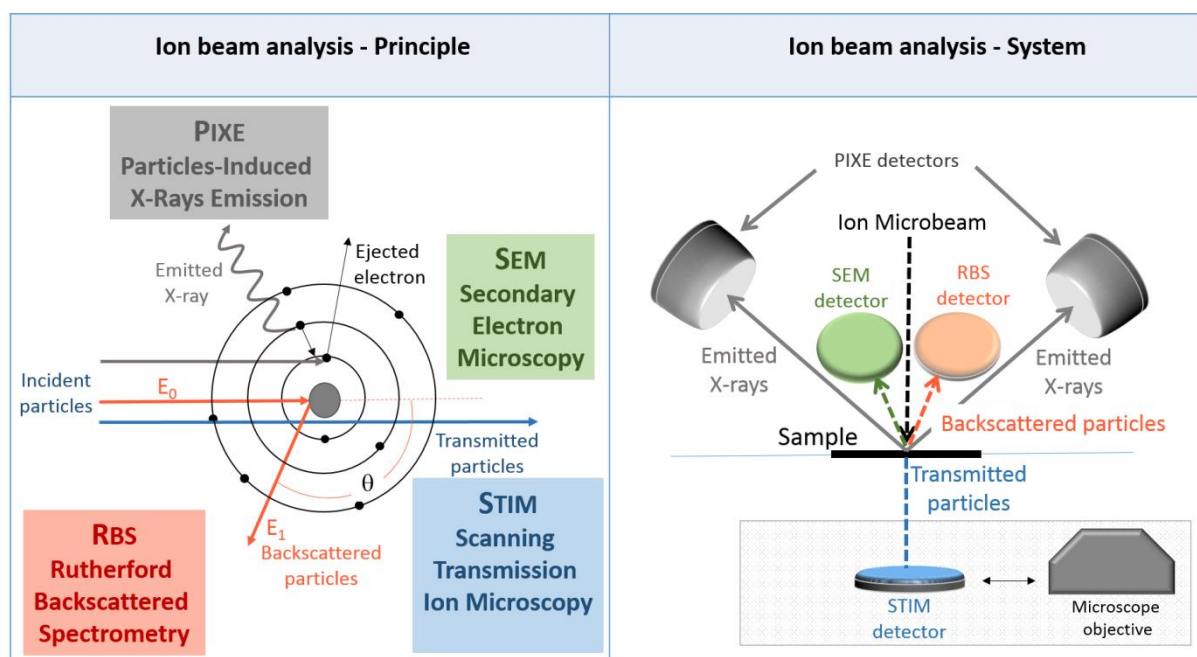 Ion beam analysis - Principle
PIXE
Particles-Induced
X-Rays Emission
Emitted
X-ray
Ejected
electron
SEM
Secondary
Electron
Microscopy
Incident
particles
E0
Transmitted
particles
θ
E1
Backscattered
particles
RBS
Rutherford
Backscattered
Spectrometry
STIM
Scanning
Transmission
Ion Microscopy
Ion beam analysis - System
PIXE detectors
Ion Microbeam
SEM
detector
RBS
detector
Emitted
X-rays
Emitted
X-rays
Backscattered particles
Sample
Transmitted
particles
STIM
detector
Microscope
objective